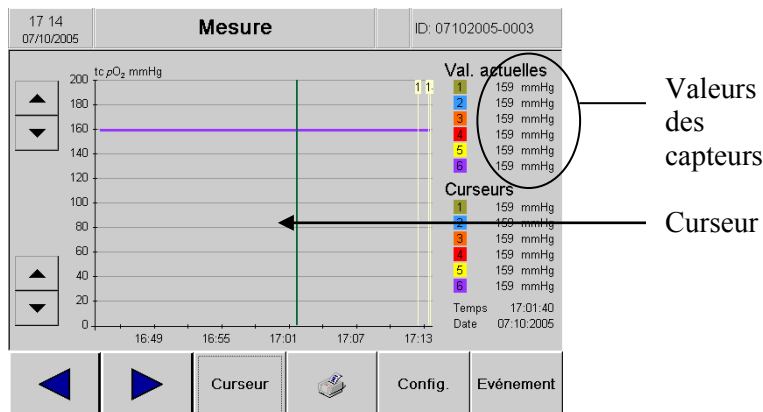 17 14
07/10/2005
Mesure
ID: 07102005-0003
tc pO₂ mmHg
200
180
160
140
120
100
80
60
40
20
0
16:49 16:55 17:01 17:07 17:13
1 1
Val. actuelles
1 159 mmHg
2 159 mmHg
3 159 mmHg
4 159 mmHg
5 159 mmHg
6 159 mmHg
Curseurs
1 159 mmHg
2 159 mmHg
3 159 mmHg
4 159 mmHg
5 159 mmHg
6 159 mmHg
Temps 17:01:40
Date 07:10:2005
Valeurs
des
capteurs
Curseur
Curseur Config. Evénement